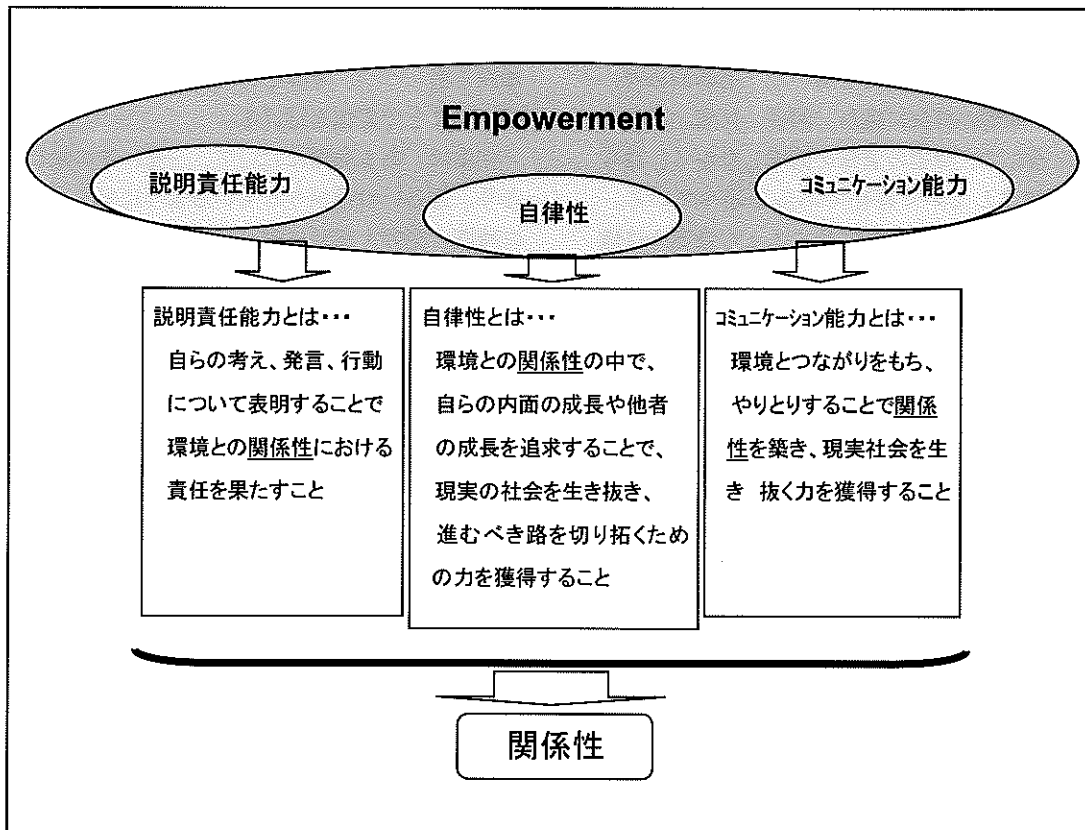 Empowerment
説明責任能力
自律性
コミュニケーション能力
説明責任能力とは・・・
自らの考え、発言、行動
について表明することで
環境との関係性における
責任を果たすこと
自律性とは・・・
環境との関係性の中で、
自らの内面の成長や他者
の成長を追求することで、
現実の社会を生き抜き、
進むべき路を切り拓くため
の力を獲得すること
コミュニケーション能力とは・・・
環境とつながりをもち、
やりとりすることで関係
性を築き、現実社会を生
き 抜く力を獲得すること
関係性